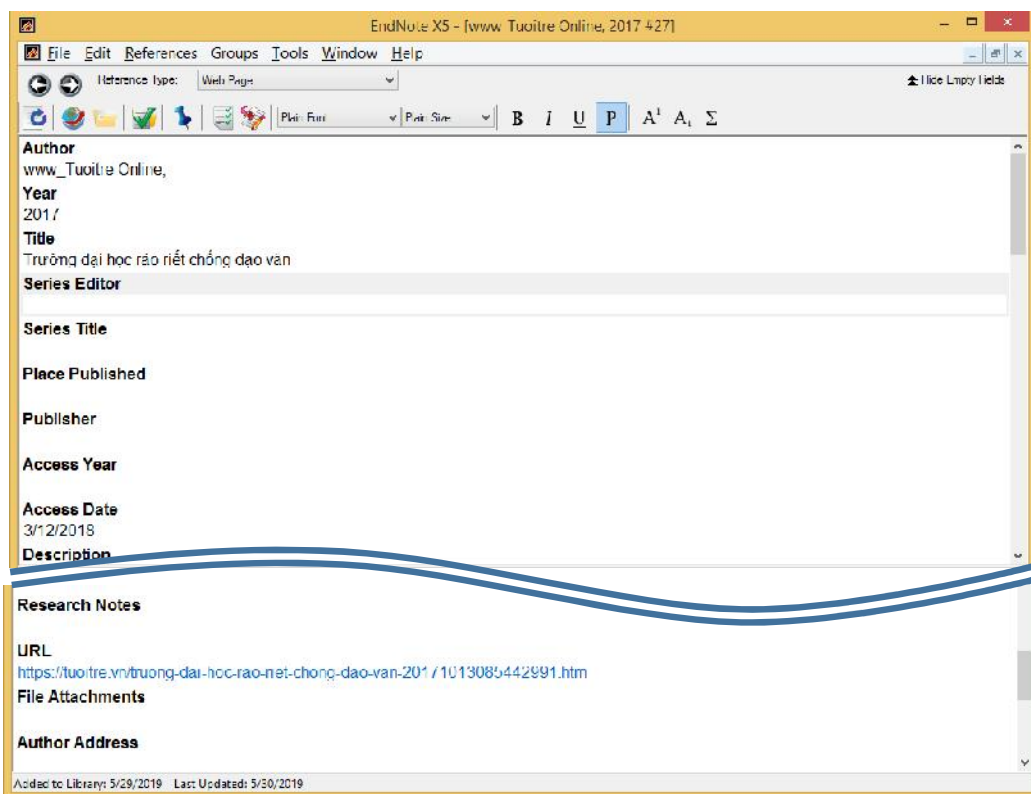 EndNote X5 - [www_Tuoitre Online, 2017 #27]
File Edit References Groups Tools Window Help
Reference Type: Web Page Hide Empty Fields
Plain Font Plain Size B I U P A¹ A₁ Σ
Author
www_Tuoitre Online,
Year
2017
Title
Trường đại học ráo riết chống đạo văn
Series Editor
Series Title
Place Published
Publisher
Access Year
Access Date
3/12/2018
Description
Research Notes
URL
https://tuoitre.vn/truong-dai-hoc-rao-riet-chong-dao-van-20171013085442991.htm
File Attachments
Author Address
Added to Library: 5/29/2019 Last Updated: 5/30/2019